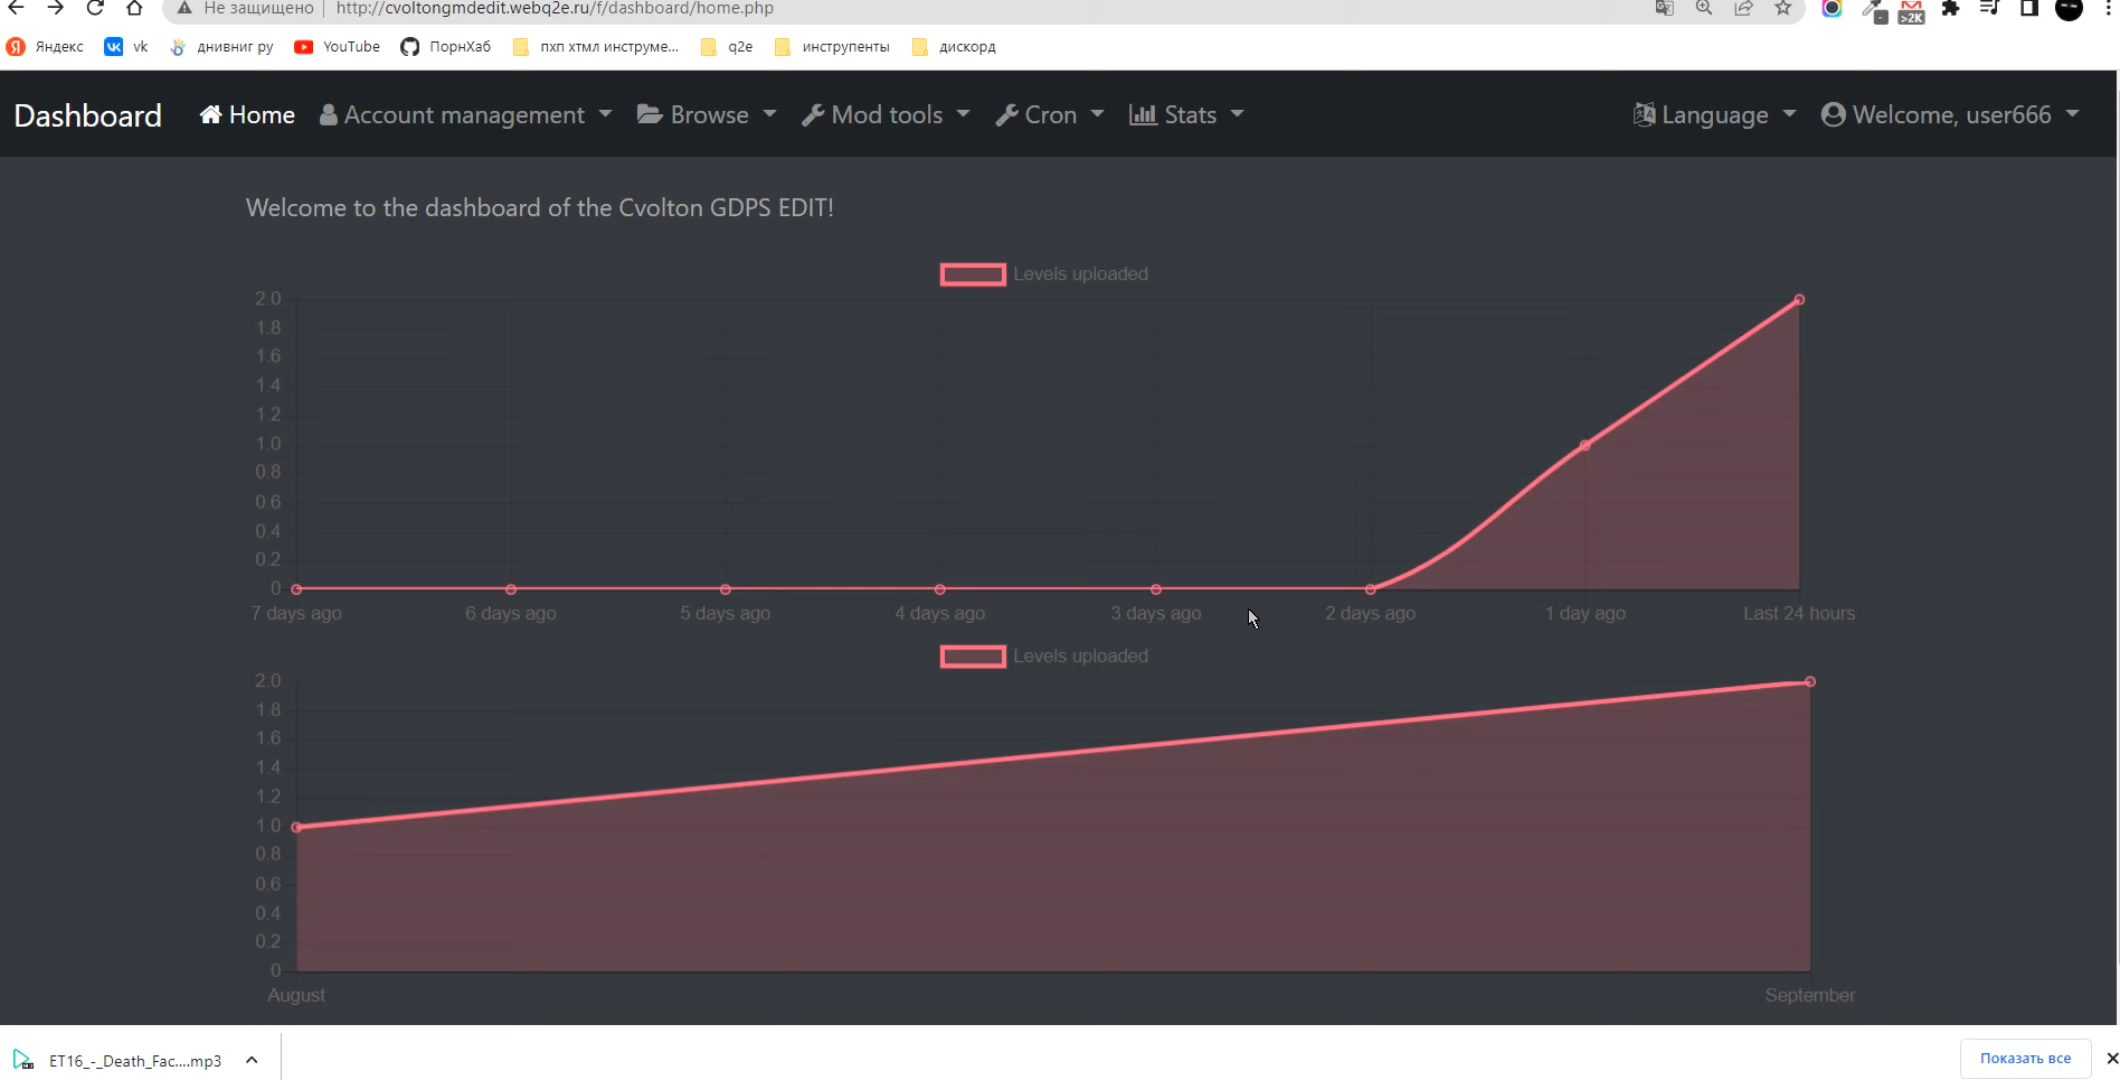 Не защищено http://cvoltongmdedit.webq2e.ru/f/dashboard/home.php
>2K
Яндекс vk днивниг ру YouTube ПорнХаб пхп хтмл инструме... q2e инструпенты дискорд
Dashboard Home Account management Browse Mod tools Cron Stats Language Welcome, user666
Welcome to the dashboard of the Cvolton GDPS EDIT!
Levels uploaded
2.0
1.8
1.6
1.4
1.2
1.0
0.8
0.6
0.4
0.2
0
7 days ago 6 days ago 5 days ago 4 days ago 3 days ago 2 days ago 1 day ago Last 24 hours
Levels uploaded
2.0
1.8
1.6
1.4
1.2
1.0
0.8
0.6
0.4
0.2
0
August September
ET16_-_Death_Fac....mp3 Показать все